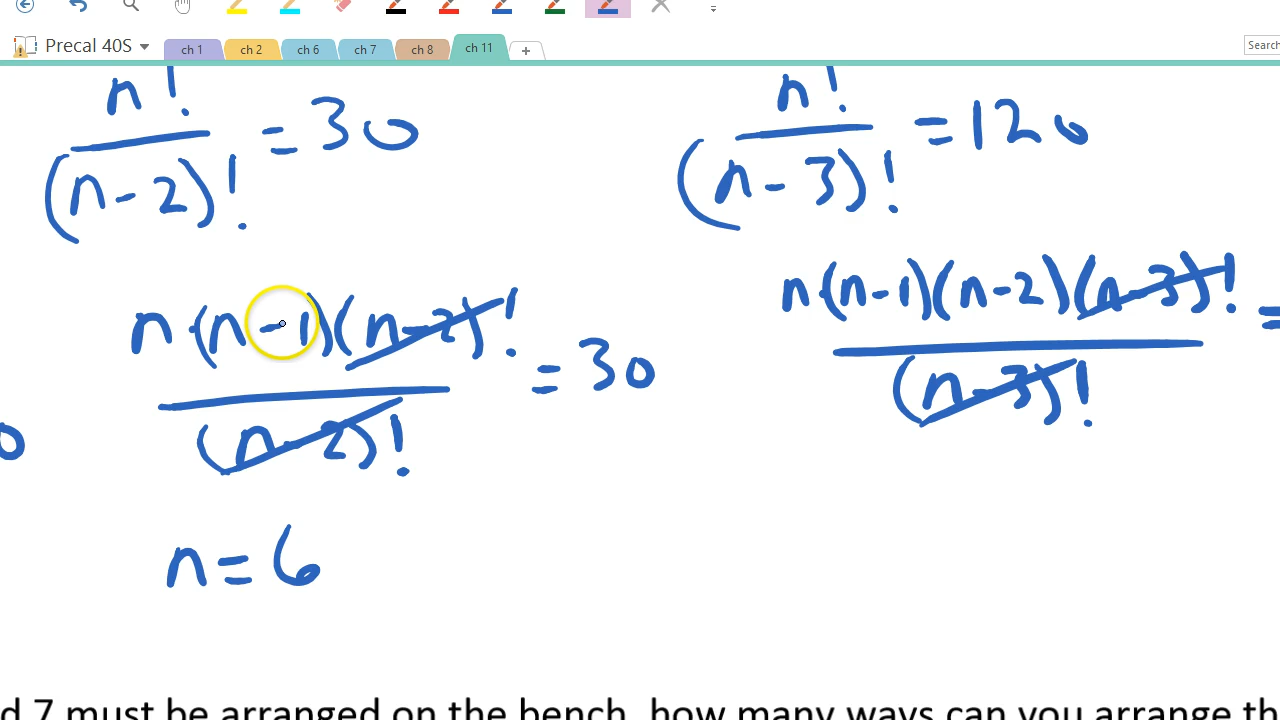 Precal 40S ch 1 ch 2 ch 6 ch 7 ch 8 ch 11 + Search
n!
(n-2)! = 30
n·(n-1)(n-2)!
(n-2)! = 30
0
n = 6
n!
(n-3)! = 120
n·(n-1)(n-2)(n-3)! =
(n-3)!
d 7 must be arranged on the bench, how many ways can you arrange th